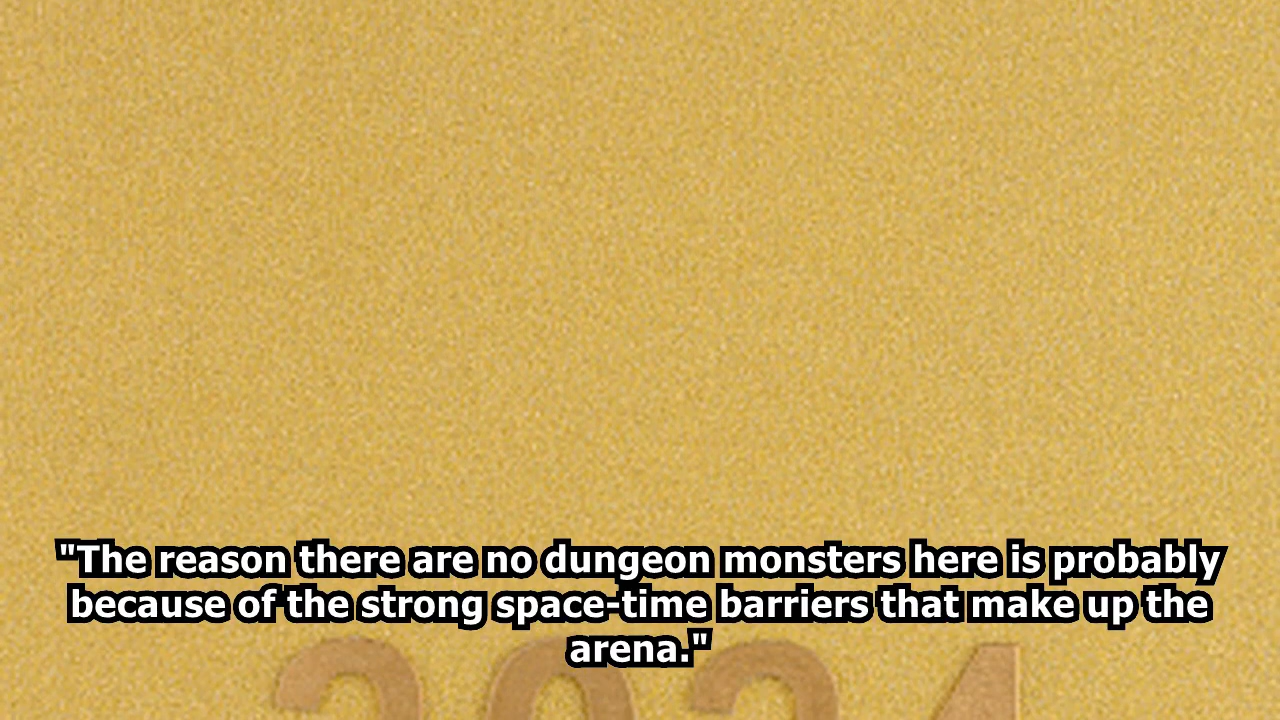 "The reason there are no dungeon monsters here is probably
because of the strong space-time barriers that make up the
arena."
2024